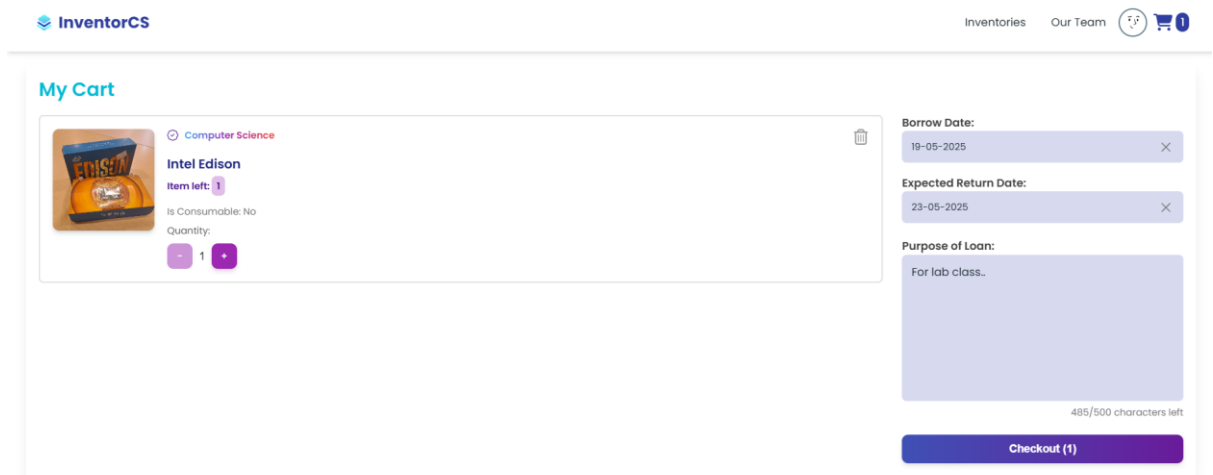 InventorCS
Inventories
Our Team
1
My Cart
EDISON
Computer Science
Intel Edison
Item left: 1
Is Consumable: No
Quantity:
- 1 +
Borrow Date:
19-05-2025
Expected Return Date:
23-05-2025
Purpose of Loan:
For lab class..
485/500 characters left
Checkout (1)